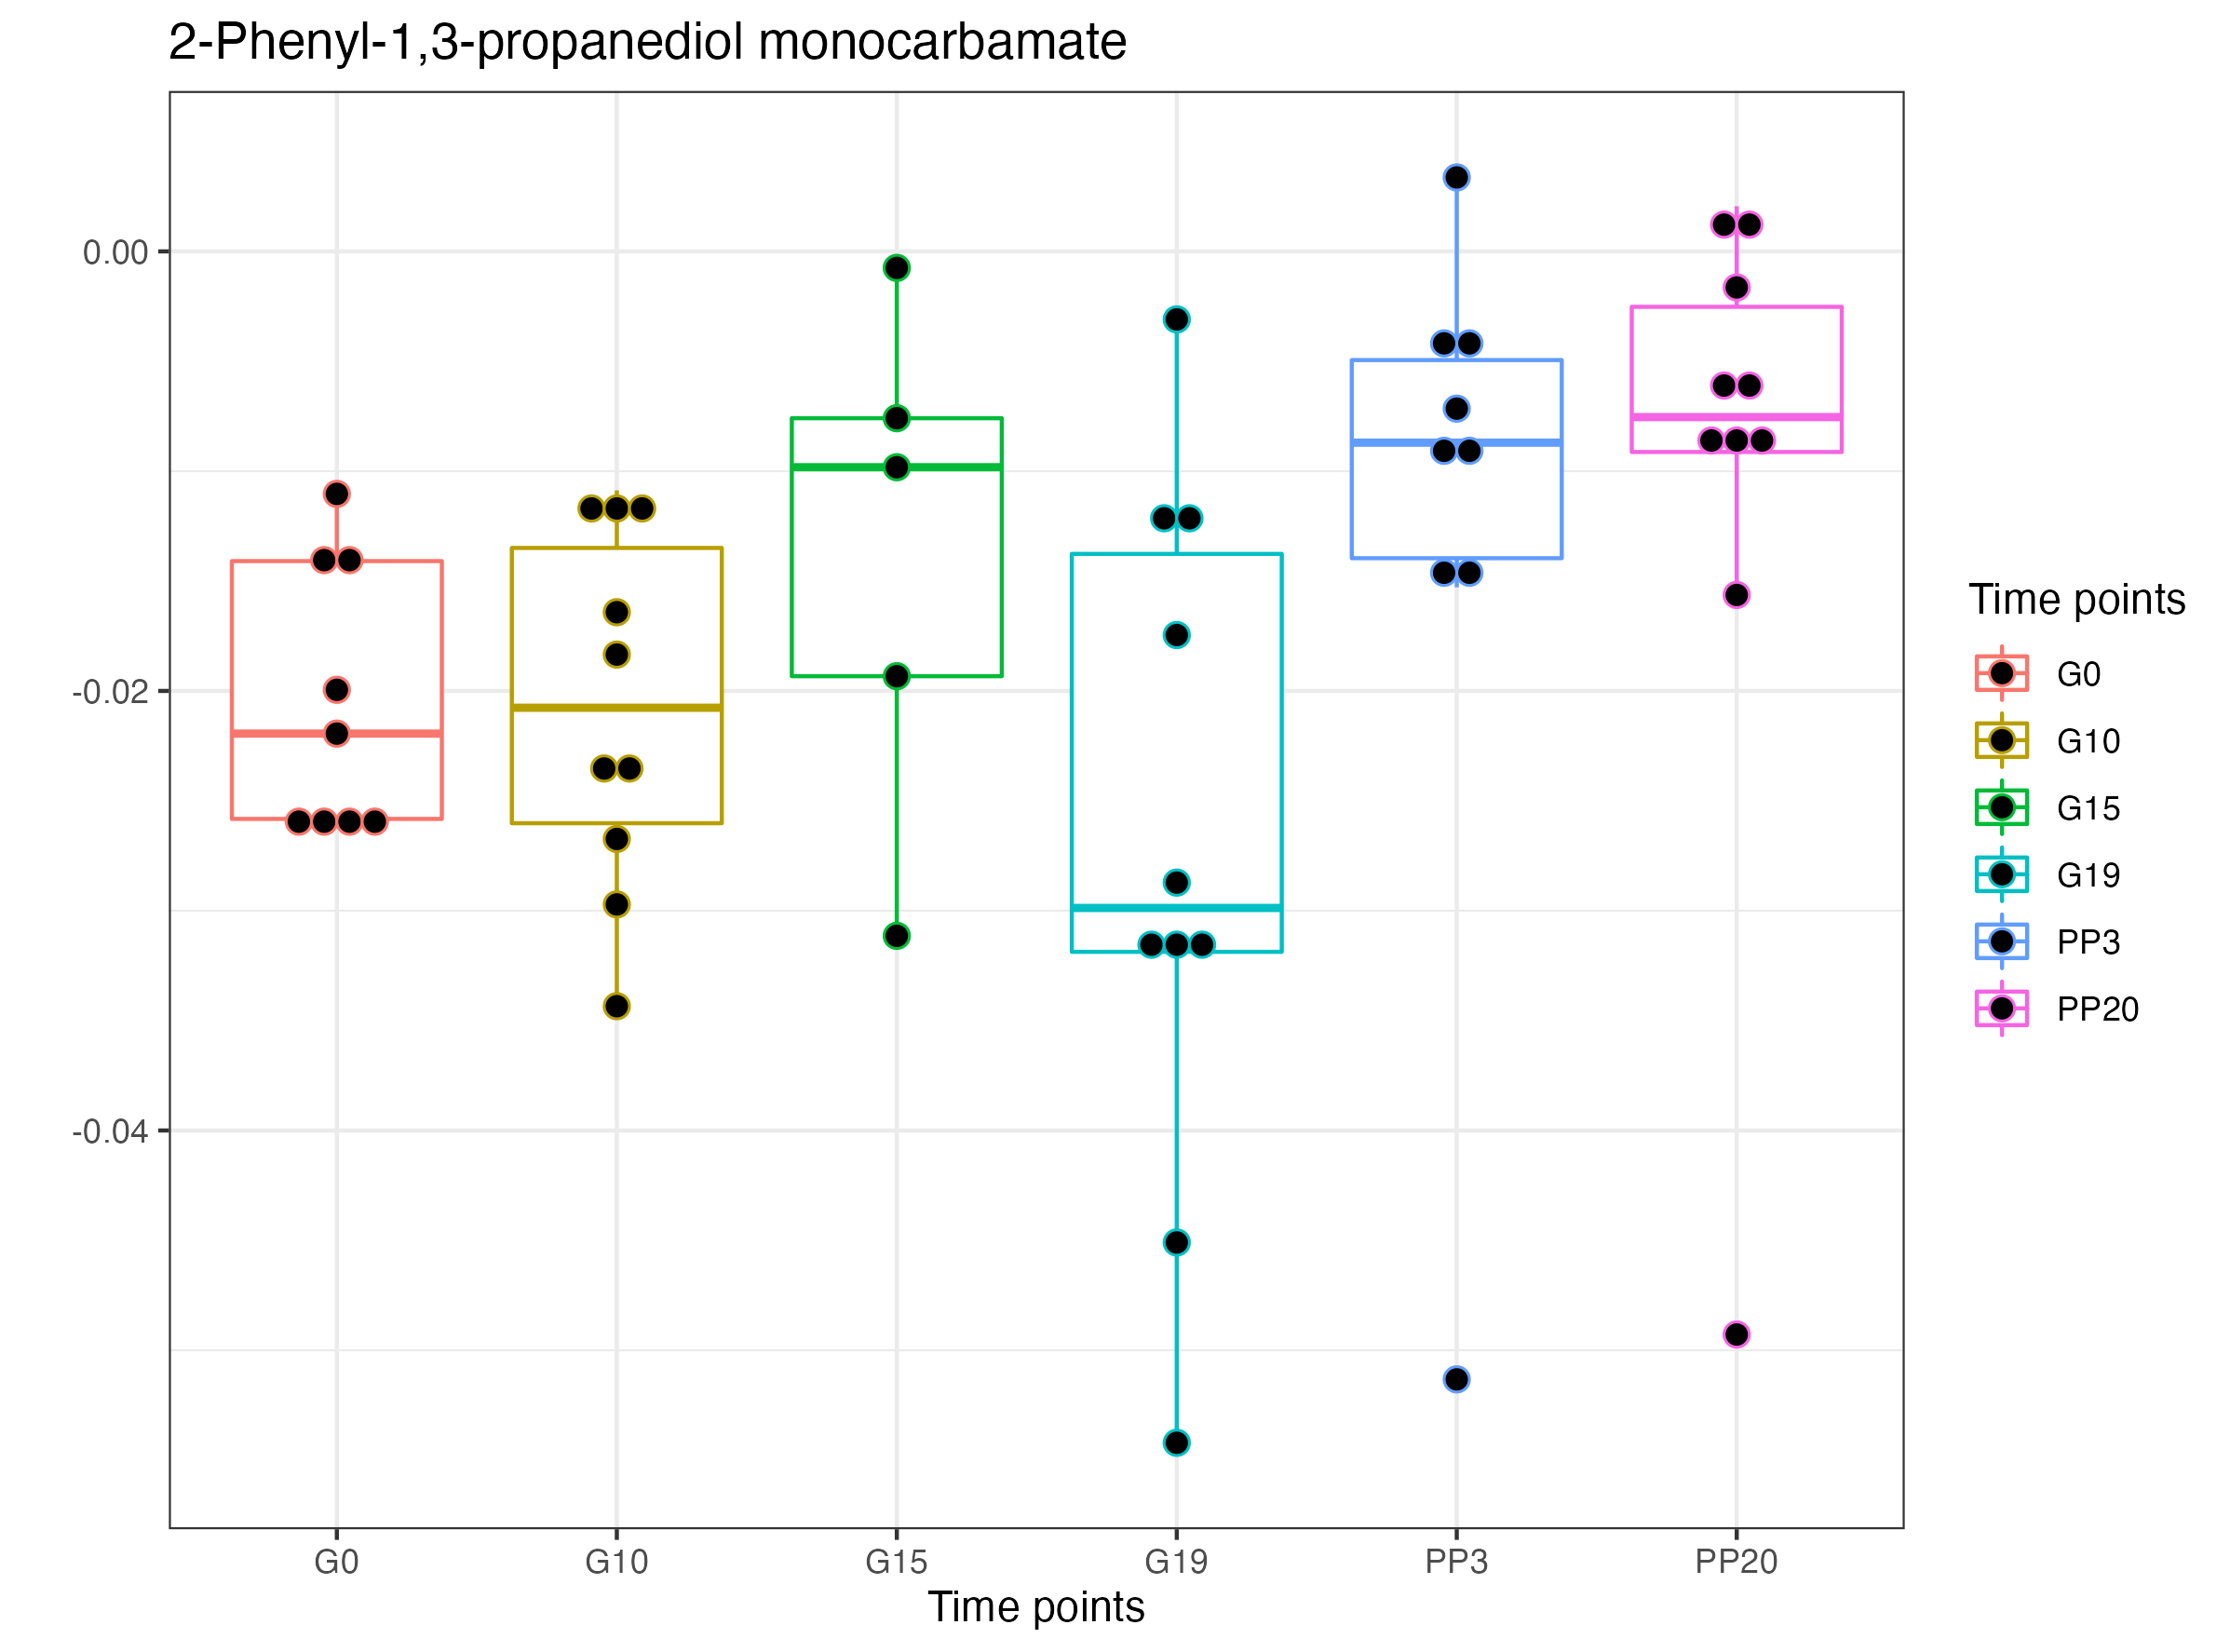 2-Phenyl-1,3-propanediol monocarbamate
0.00
-0.02
-0.04
G0
G10
G15
G19
PP3
PP20
Time points
Time points
G0
G10
G15
G19
PP3
PP20